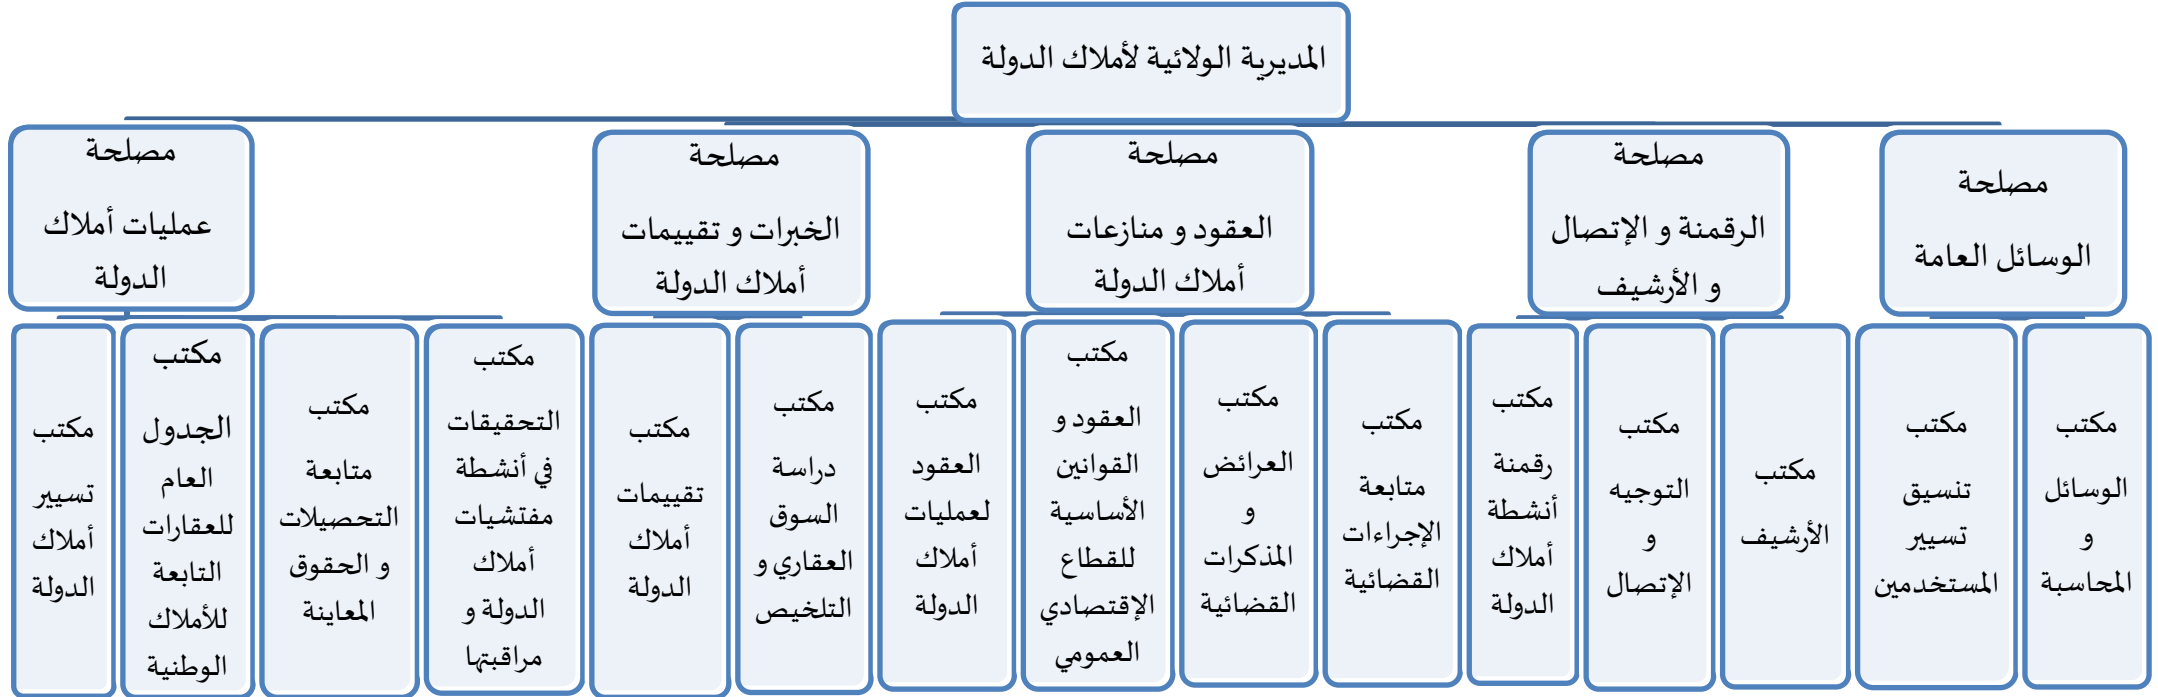 المديرية الولائية لأملاك الدولة
مصلحة
الوسائل العامة
مصلحة
الرقمنة و الإتصال
و الأرشيف
مصلحة
العقود و منازعات
أملاك الدولة
مصلحة
الخبرات و تقييمات
أملاك الدولة
مصلحة
عمليات أملاك
الدولة
مكتب
الوسائل
و
المحاسبة
مكتب
تنسيق
تسيير
المستخدمين
مكتب
الأرشيف
مكتب
التوجيه
و
الإتصال
مكتب
رقمنة
أنشطة
أملاك
الدولة
مكتب
متابعة
الإجراءات
القضائية
مكتب
العرائض
و
المذكرات
القضائية
مكتب
العقود و
القوانين
الأساسية
للقطاع
الإقتصادي
العمومي
مكتب
العقود
لعمليات
أملاك
الدولة
مكتب
دراسة
السوق
العقاري و
التلخيص
مكتب
تقييمات
أملاك
الدولة
مكتب
التحقيقات
في أنشطة
مفتشيات
أملاك
الدولة و
مراقبتها
مكتب
متابعة
التحصيلات
و الحقوق
المعاينة
مكتب
الجدول
العام
للعقارات
التابعة
للأملاك
الوطنية
مكتب
تسيير
أملاك
الدولة